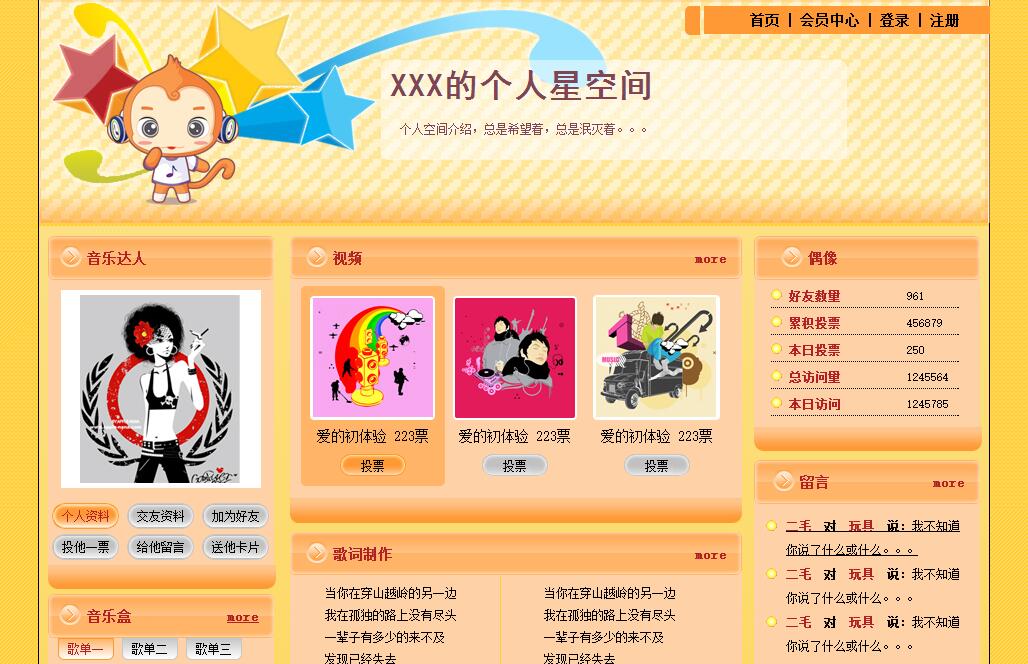 首页 | 会员中心 | 登录 | 注册
XXX的个人星空间
个人空间介绍，总是希望着，总是泯灭着。。。
音乐达人
个人资料 交友资料 加为好友
投他一票 给他留言 送他卡片
音乐盒 more
歌单一 歌单二 歌单三
视频 more
MUSIC
爱的初体验 223票 爱的初体验 223票 爱的初体验 223票
投票 投票 投票
歌词制作 more
当你在穿山越岭的另一边 当你在穿山越岭的另一边
我在孤独的路上没有尽头 我在孤独的路上没有尽头
一辈子有多少的来不及 一辈子有多少的来不及
发现已经失去 发现已经失去
偶像
好友数量 961
累积投票 456879
本日投票 250
总访问量 1245564
本日访问 1245785
留言 more
二毛 对 玩具 说：我不知道
你说了什么或什么。。。
二毛 对 玩具 说：我不知道
你说了什么或什么。。。
二毛 对 玩具 说：我不知道
你说了什么或什么。。。